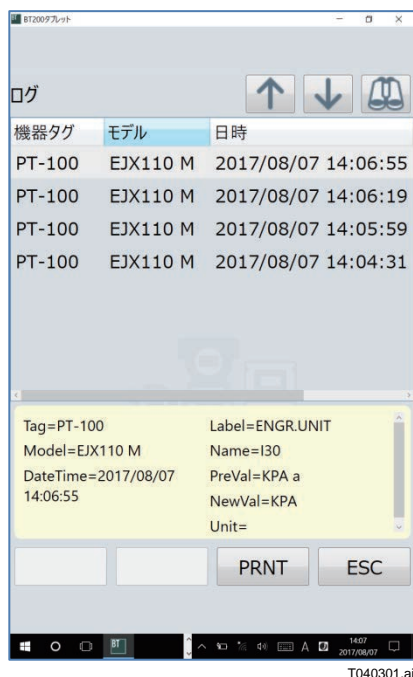 BT200タブレット
ログ
機器タグ モデル 日時
PT-100 EJX110 M 2017/08/07 14:06:55
PT-100 EJX110 M 2017/08/07 14:06:19
PT-100 EJX110 M 2017/08/07 14:05:59
PT-100 EJX110 M 2017/08/07 14:04:31
Tag=PT-100
Model=EJX110 M
DateTime=2017/08/07
14:06:55
Label=ENGR.UNIT
Name=I30
PreVal=KPA a
NewVal=KPA
Unit=
PRNT ESC
BT
A
14:07
2017/08/07
T040301.ai